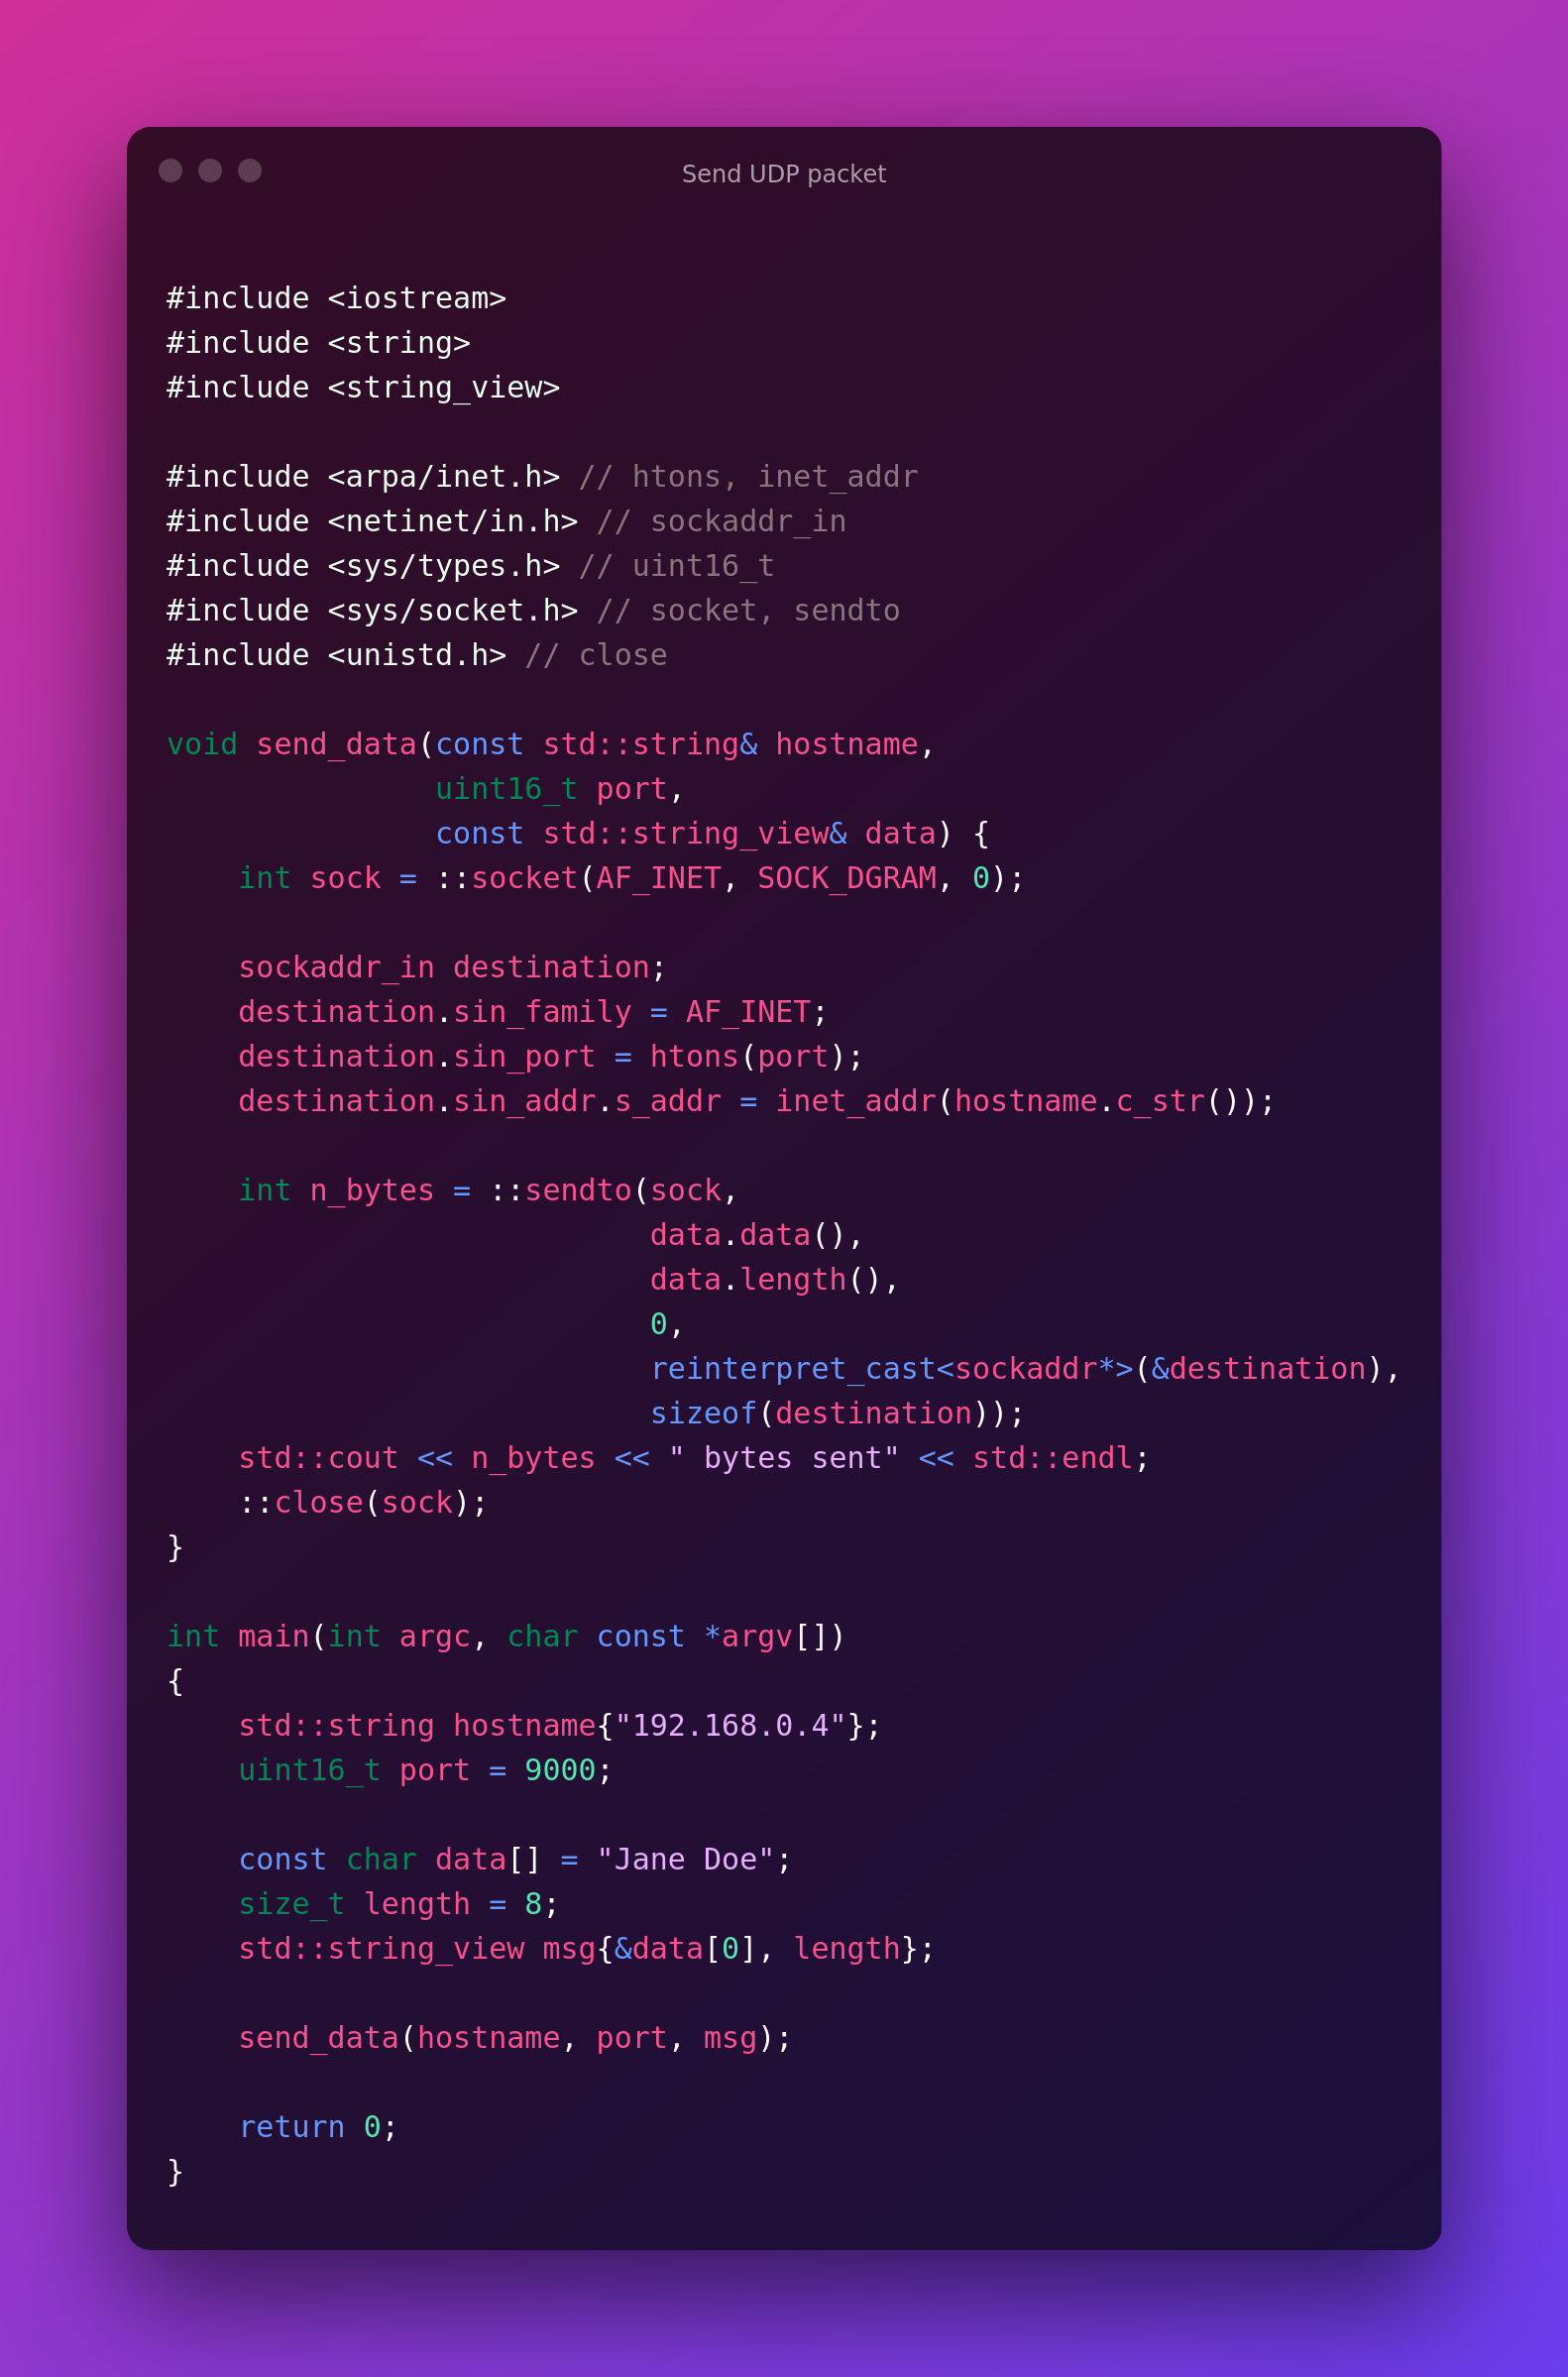 Send UDP packet
#include <iostream>
#include <string>
#include <string_view>
#include <arpa/inet.h> // htons, inet_addr
#include <netinet/in.h> // sockaddr_in
#include <sys/types.h> // uint16_t
#include <sys/socket.h> // socket, sendto
#include <unistd.h> // close
void send_data(const std::string& hostname,
               uint16_t port,
               const std::string_view& data) {
    int sock = ::socket(AF_INET, SOCK_DGRAM, 0);
    sockaddr_in destination;
    destination.sin_family = AF_INET;
    destination.sin_port = htons(port);
    destination.sin_addr.s_addr = inet_addr(hostname.c_str());
    int n_bytes = ::sendto(sock,
                           data.data(),
                           data.length(),
                           0,
                           reinterpret_cast<sockaddr*>(&destination),
                           sizeof(destination));
    std::cout << n_bytes << " bytes sent" << std::endl;
    ::close(sock);
}
int main(int argc, char const *argv[])
{
    std::string hostname{"192.168.0.4"};
    uint16_t port = 9000;
    const char data[] = "Jane Doe";
    size_t length = 8;
    std::string_view msg{&data[0], length};
    send_data(hostname, port, msg);
    return 0;
}